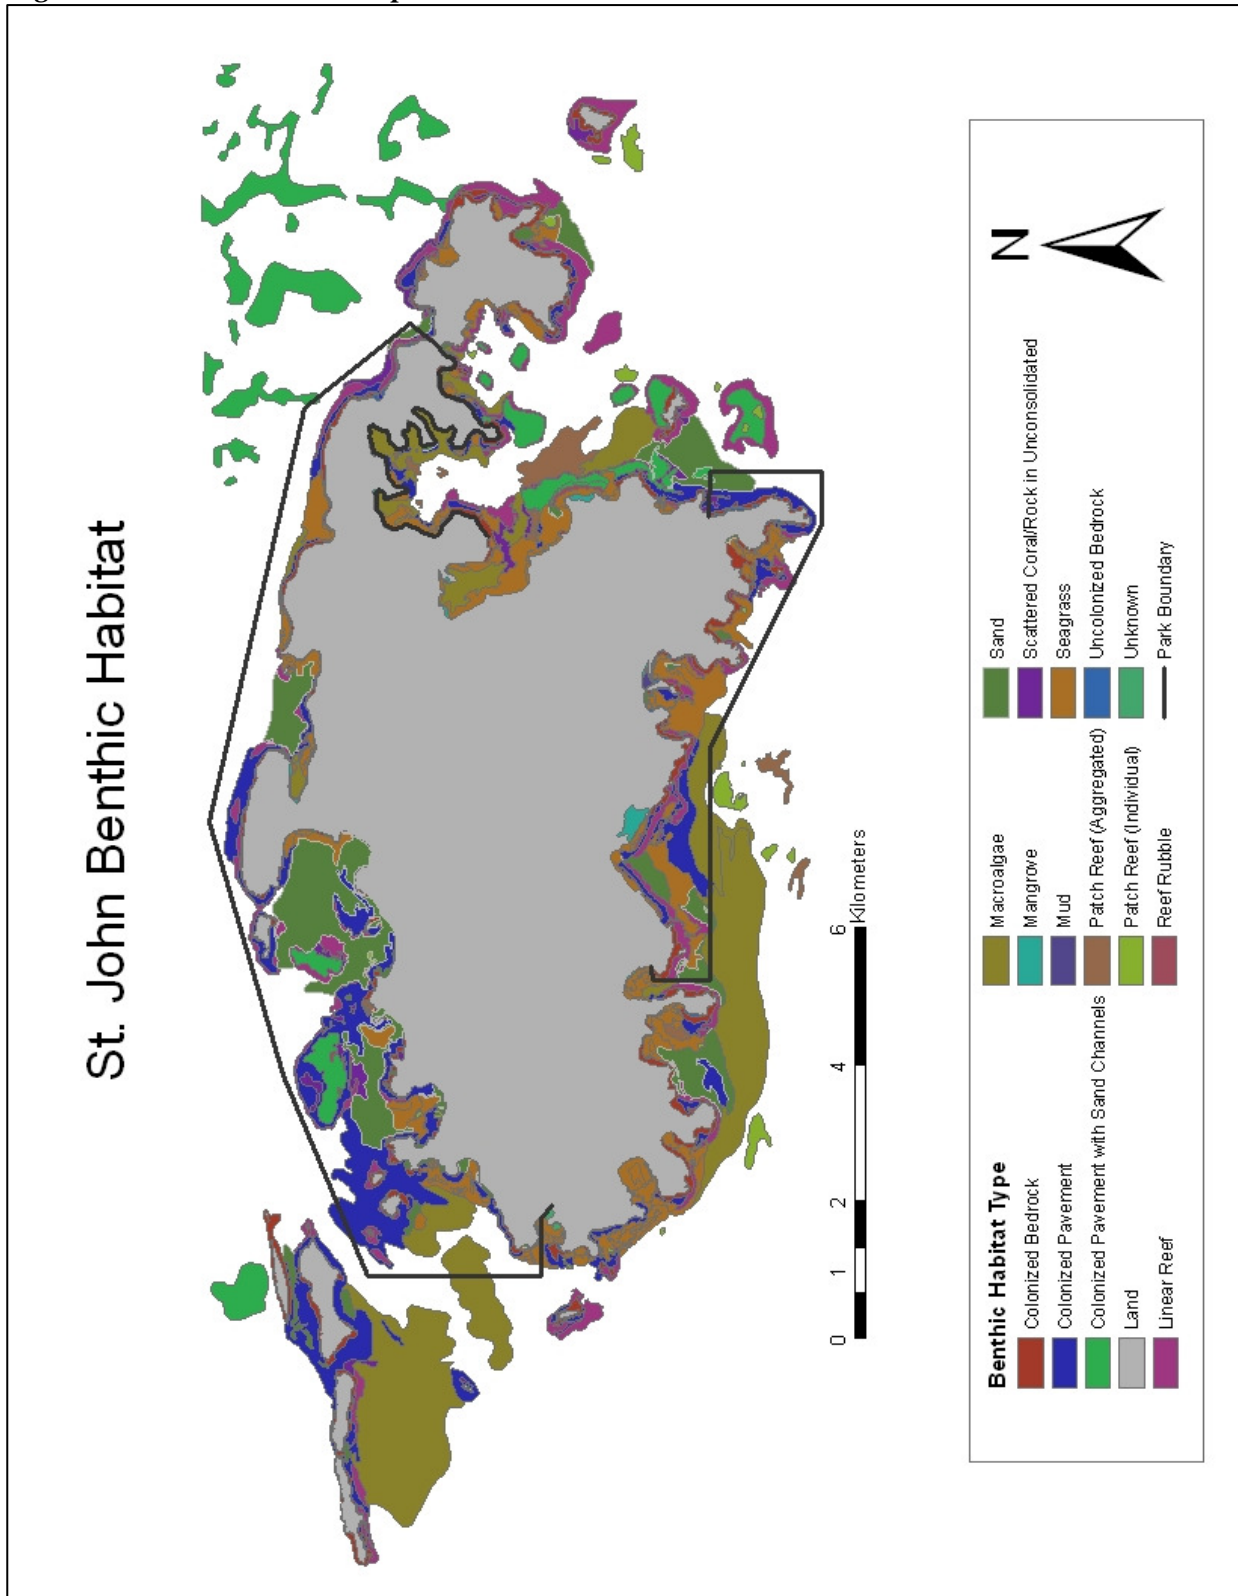 St. John Benthic Habitat
0 1 2 4 6
Kilometers
Benthic Habitat Type
Colonized Bedrock
Colonized Pavement
Colonized Pavement with Sand Channels
Land
Linear Reef
Macroalgae
Mangrove
Mud
Patch Reef (Aggregated)
Patch Reef (Individual)
Reef Rubble
Sand
Scattered Coral/Rock in Unconsolidated
Seagrass
Uncolonized Bedrock
Unknown
Park Boundary
N